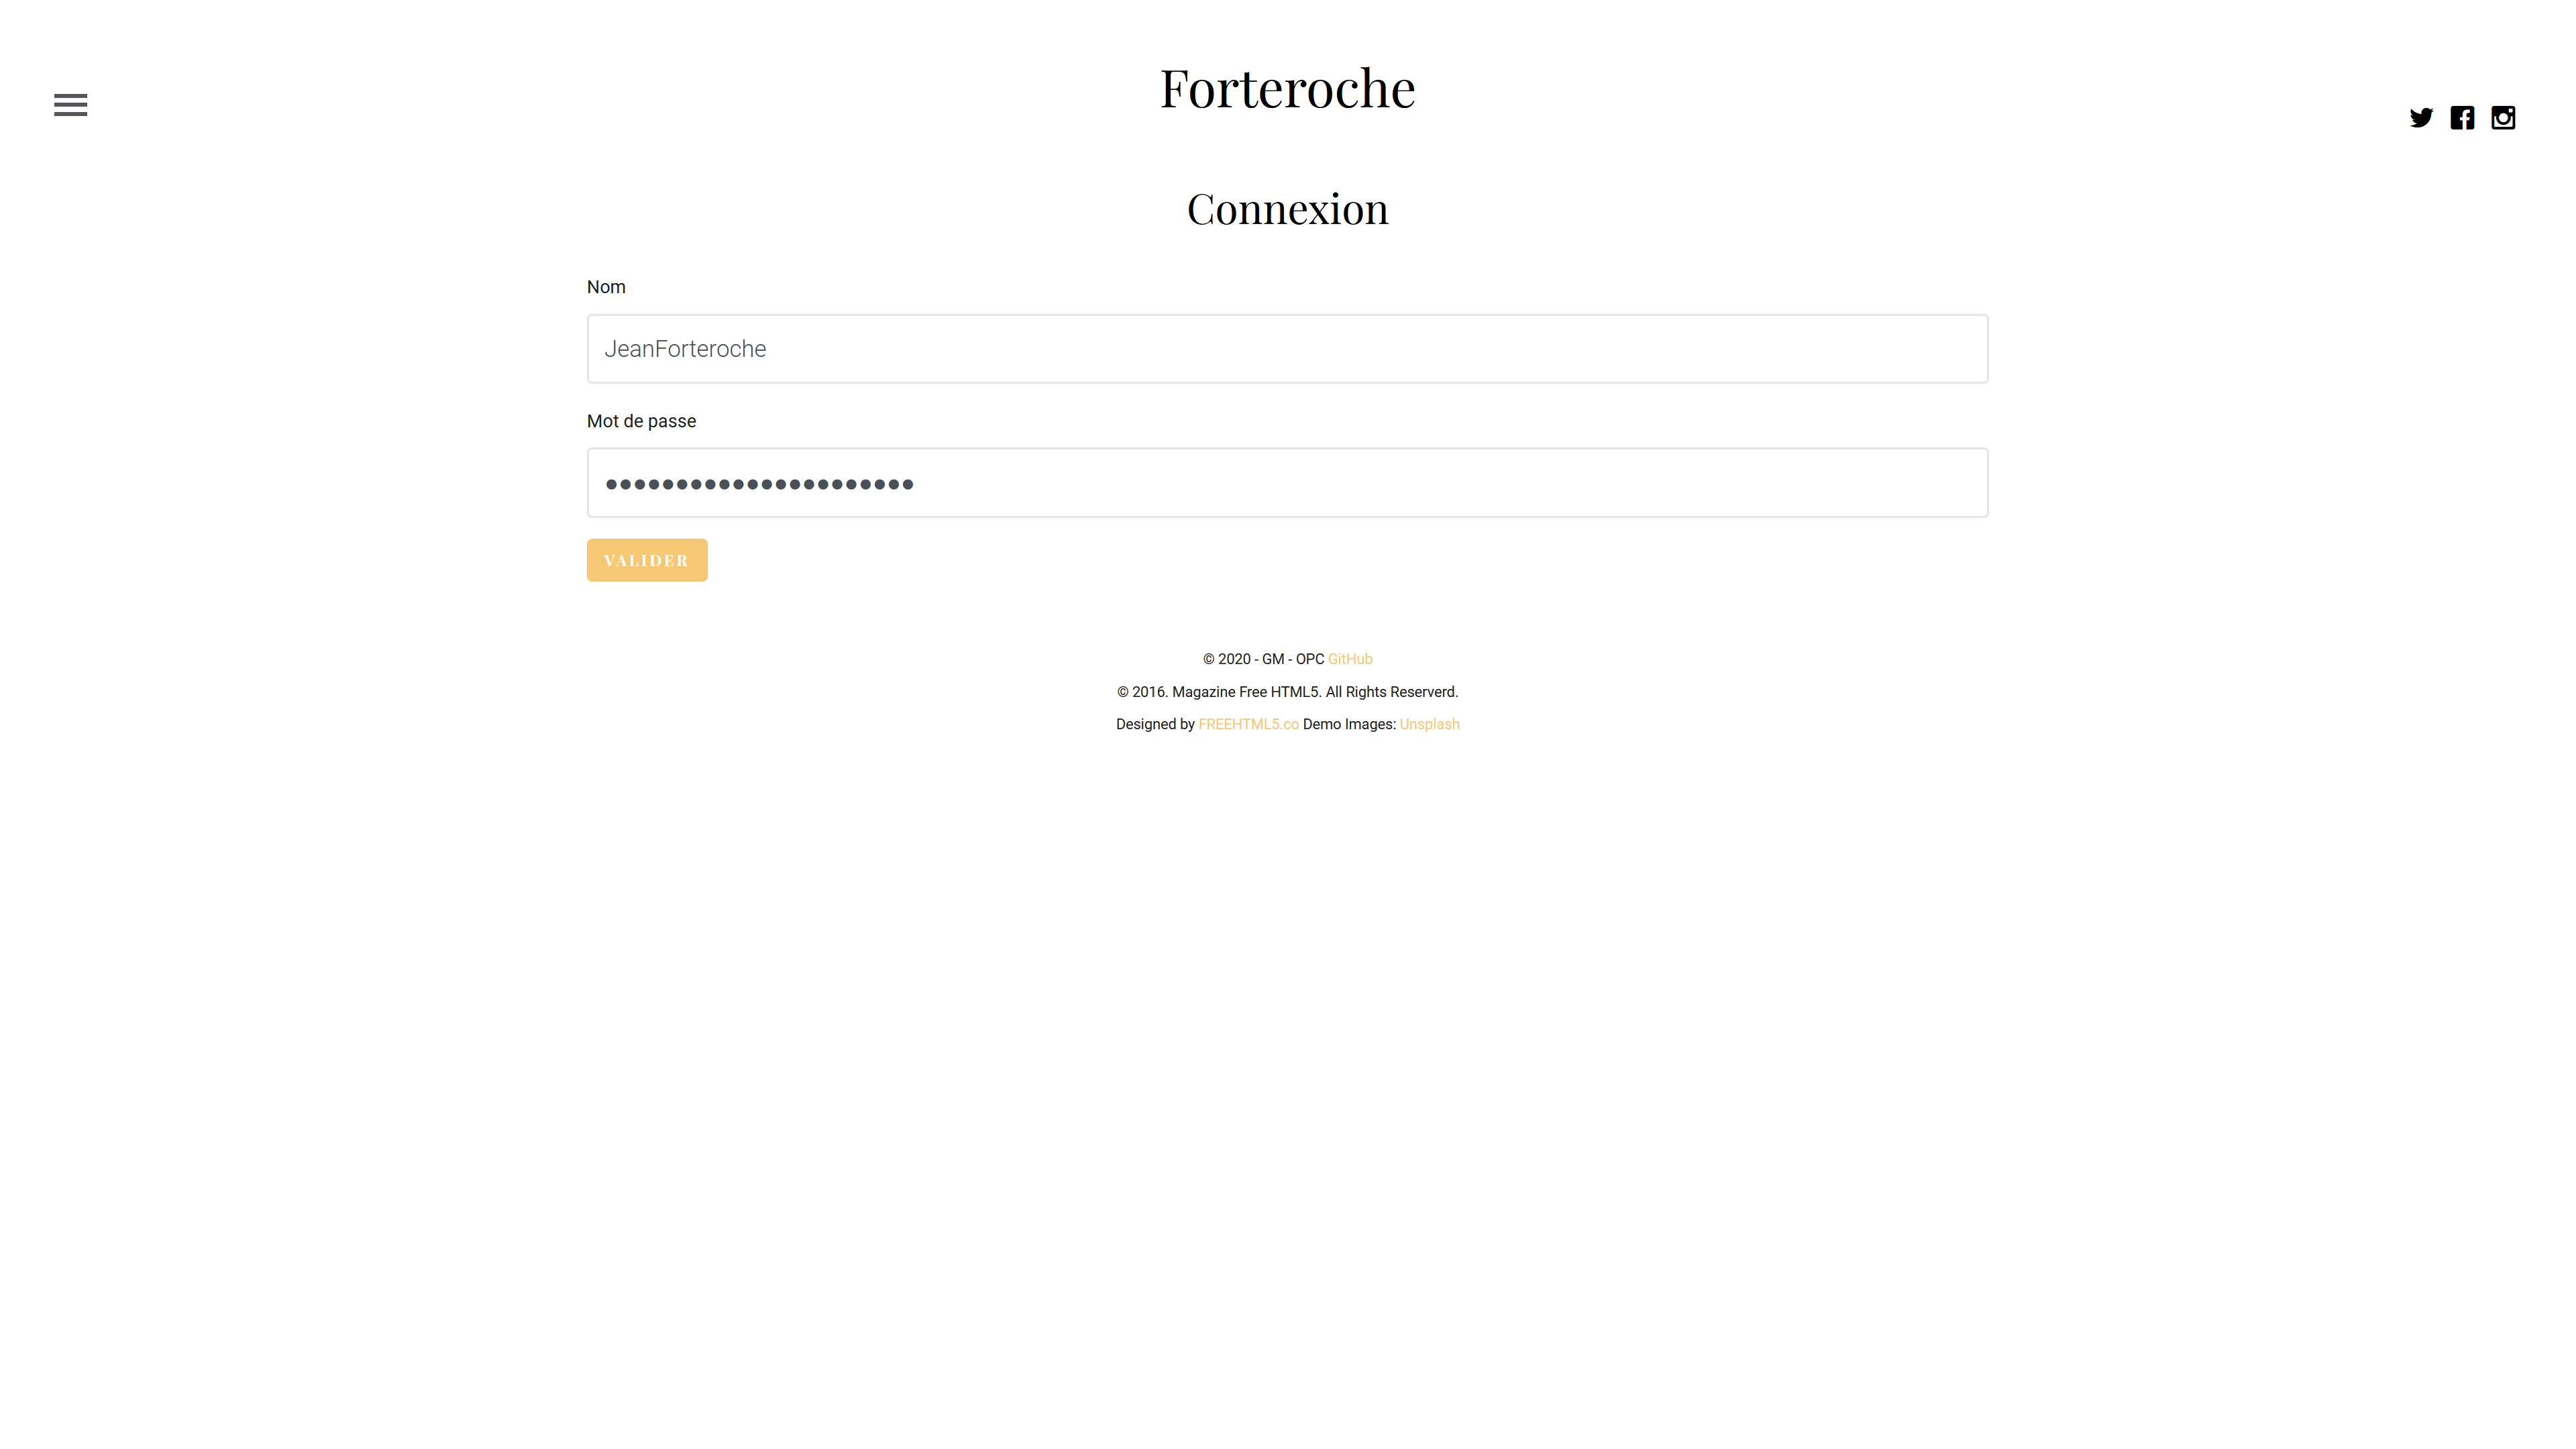 Forteroche
Connexion
Nom
JeanForteroche
Mot de passe
••••••••••••••••••••••
VALIDER
© 2020 - GM - OPC GitHub
© 2016. Magazine Free HTML5. All Rights Reserverd.
Designed by FREEHTML5.co Demo Images: Unsplash